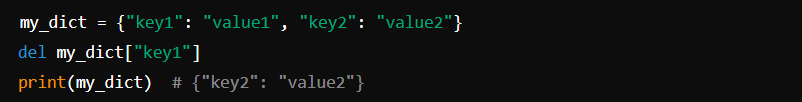 my_dict = {"key1": "value1", "key2": "value2"}
del my_dict["key1"]
print(my_dict)  # {"key2": "value2"}